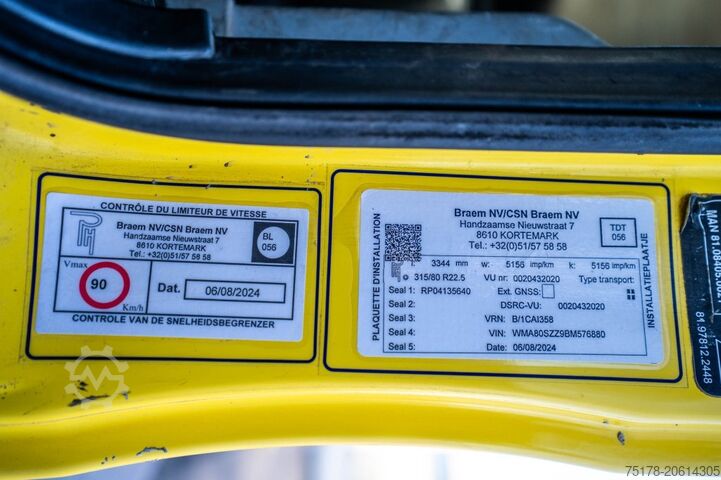 CONTRÔLE DU LIMITEUR DE VITESSE
Braem NV/CSN Braem NV
Handzaamse Nieuwstraat 7
8610 KORTEMARK
Tel.: +32(0)51/57 58 58
BL
056
Vmax
90
Km/h
Dat. 06/08/2024
CONTROLE VAN DE SNELHEIDSBEGRENZER
PLAQUETTE D'INSTALLATION
Braem NV/CSN Braem NV
Handzaamse Nieuwstraat 7
8610 KORTEMARK
Tel.: +32(0)51/57 58 58
TDT
056
l: 3344 mm w: 5156 imp/km k: 5156 imp/km
315/80 R22.5 VU nr: 0020432020 Type transport:
Seal 1: RP04135640 Ext. GNSS:
Seal 2: DSRC-VU: 0020432020
Seal 3: VRN: B/1CAI358
Seal 4: VIN: WMA80SZZ9BM576880
Seal 5: Date: 06/08/2024
INSTALLATIEPLAATJE
81.97812.2448
75178-20614305